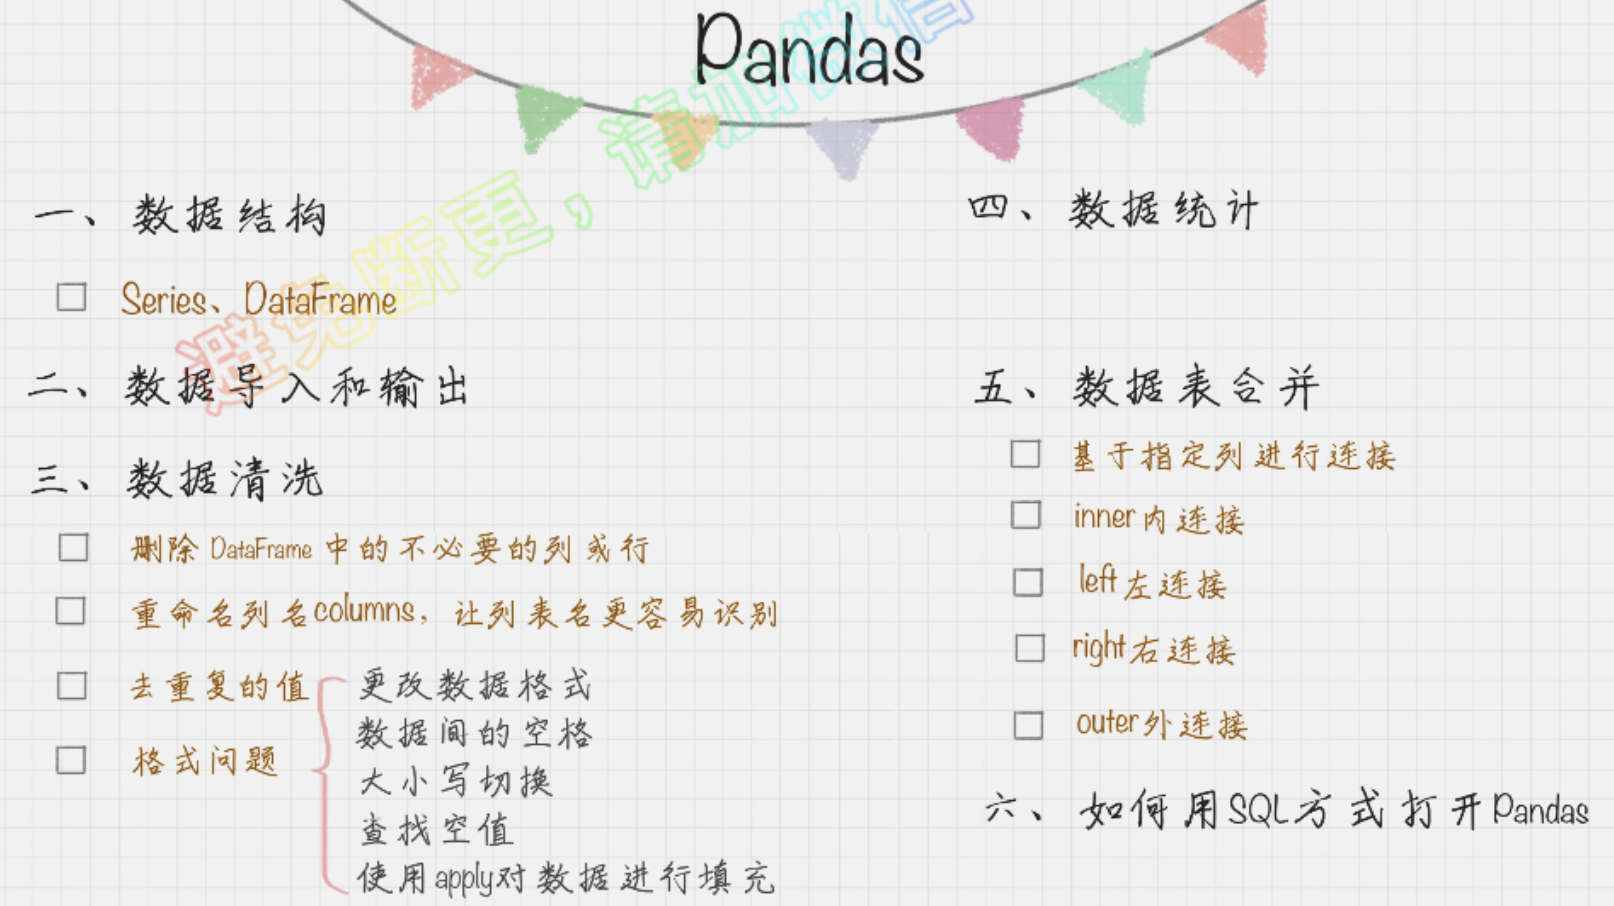 Pandas
避免断更，请加微信
一、数据结构
Series、DataFrame
二、数据导入和输出
三、数据清洗
删除DataFrame中的不必要的列或行
重命名列名columns，让列表名更容易识别
去重复的值
格式问题
更改数据格式
数据间的空格
大小写切换
查找空值
使用apply对数据进行填充
四、数据统计
五、数据表合并
基于指定列进行连接
inner内连接
left左连接
right右连接
outer外连接
六、如何用SQL方式打开Pandas